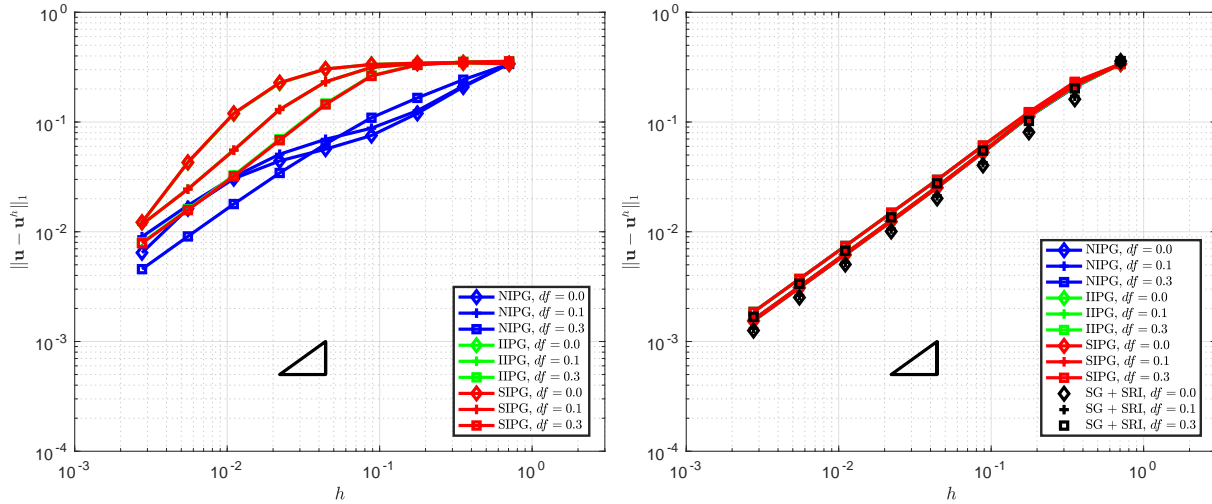 10^0
10^-1
10^-2
10^-3
10^-4
10^-3
10^-2
10^-1
10^0
h
‖u − u^h‖_1
NIPG, df = 0.0
NIPG, df = 0.1
NIPG, df = 0.3
IIPG, df = 0.0
IIPG, df = 0.1
IIPG, df = 0.3
SIPG, df = 0.0
SIPG, df = 0.1
SIPG, df = 0.3
10^0
10^-1
10^-2
10^-3
10^-4
10^-3
10^-2
10^-1
10^0
h
‖u − u^h‖_1
NIPG, df = 0.0
NIPG, df = 0.1
NIPG, df = 0.3
IIPG, df = 0.0
IIPG, df = 0.1
IIPG, df = 0.3
SIPG, df = 0.0
SIPG, df = 0.1
SIPG, df = 0.3
SG + SRI, df = 0.0
SG + SRI, df = 0.1
SG + SRI, df = 0.3